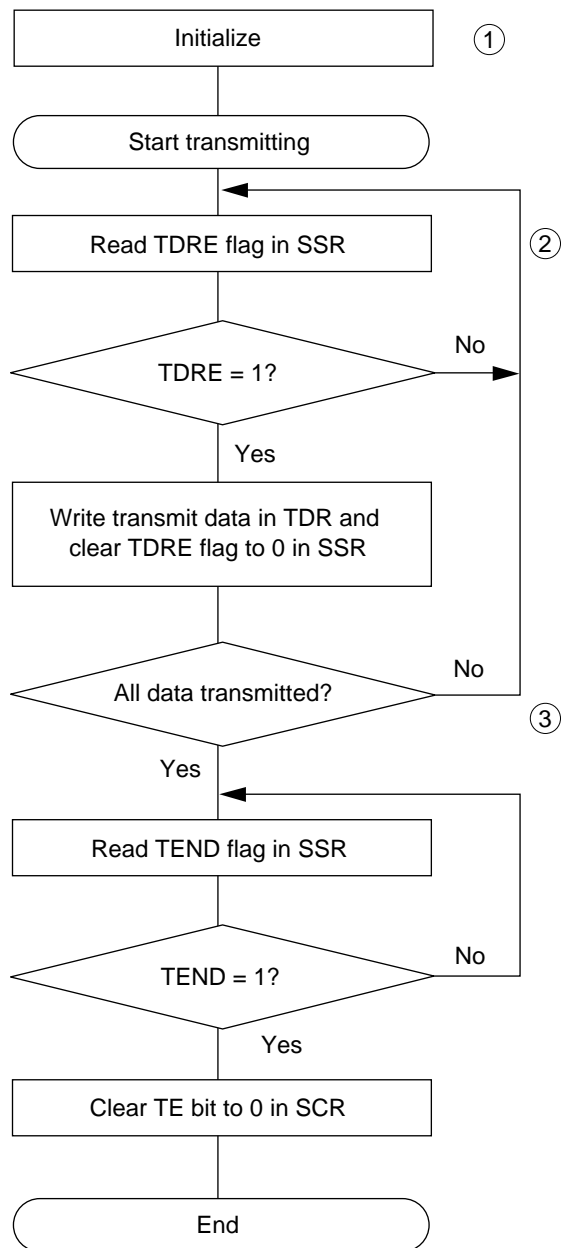 Initialize
1
Start transmitting
Read TDRE flag in SSR
2
TDRE = 1?
No
Yes
Write transmit data in TDR and
clear TDRE flag to 0 in SSR
All data transmitted?
No
3
Yes
Read TEND flag in SSR
TEND = 1?
No
Yes
Clear TE bit to 0 in SCR
End